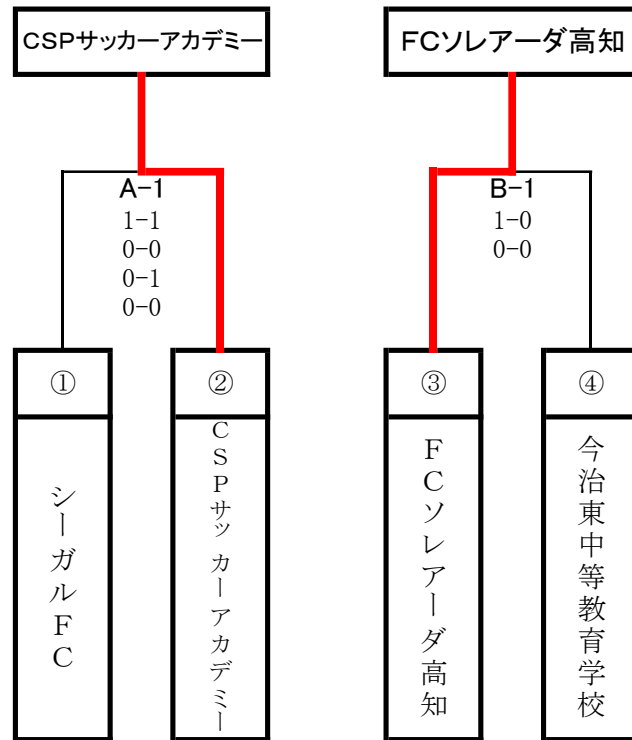 CSPサッカーアカデミー
FCソレアーダ高知
A-1
1-1
0-0
0-1
0-0
B-1
1-0
0-0
①
②
③
④
シーガルFC
CSPサッカーアカデミー
FCソレアーダ高知
今治東中等教育学校